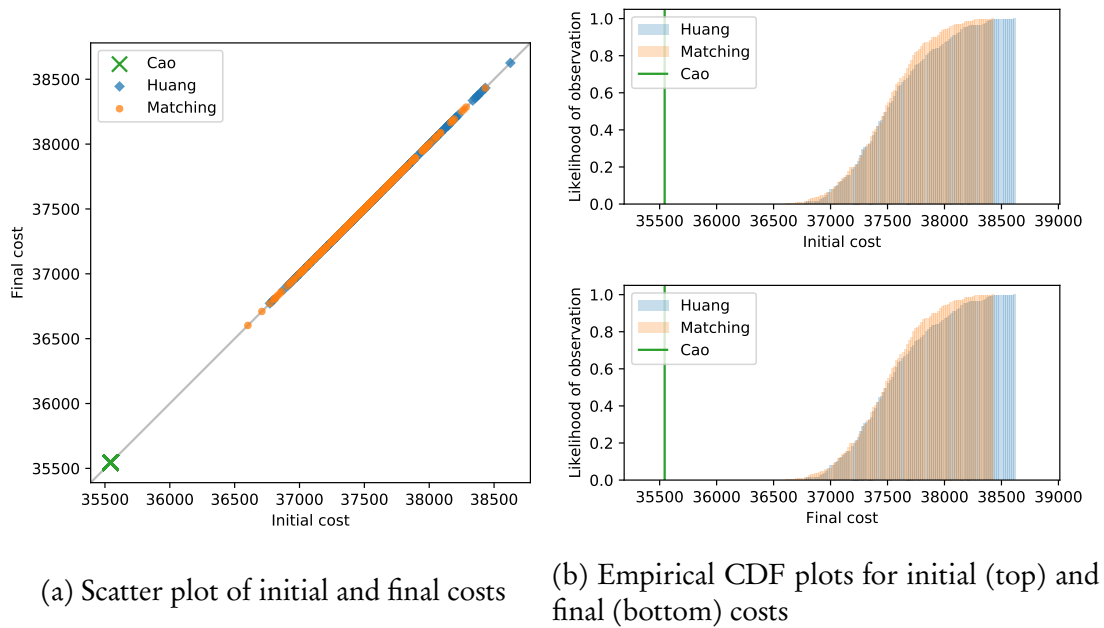 Cao
Huang
Matching
38500
38000
37500
37000
36500
36000
35500
Final cost
35500 36000 36500 37000 37500 38000 38500
Initial cost
(a) Scatter plot of initial and final costs
Huang
Matching
Cao
1.0
0.8
0.6
0.4
0.2
0.0
Likelihood of observation
35500 36000 36500 37000 37500 38000 38500 39000
Initial cost
Huang
Matching
Cao
1.0
0.8
0.6
0.4
0.2
0.0
Likelihood of observation
35500 36000 36500 37000 37500 38000 38500 39000
Final cost
(b) Empirical CDF plots for initial (top) and
final (bottom) costs